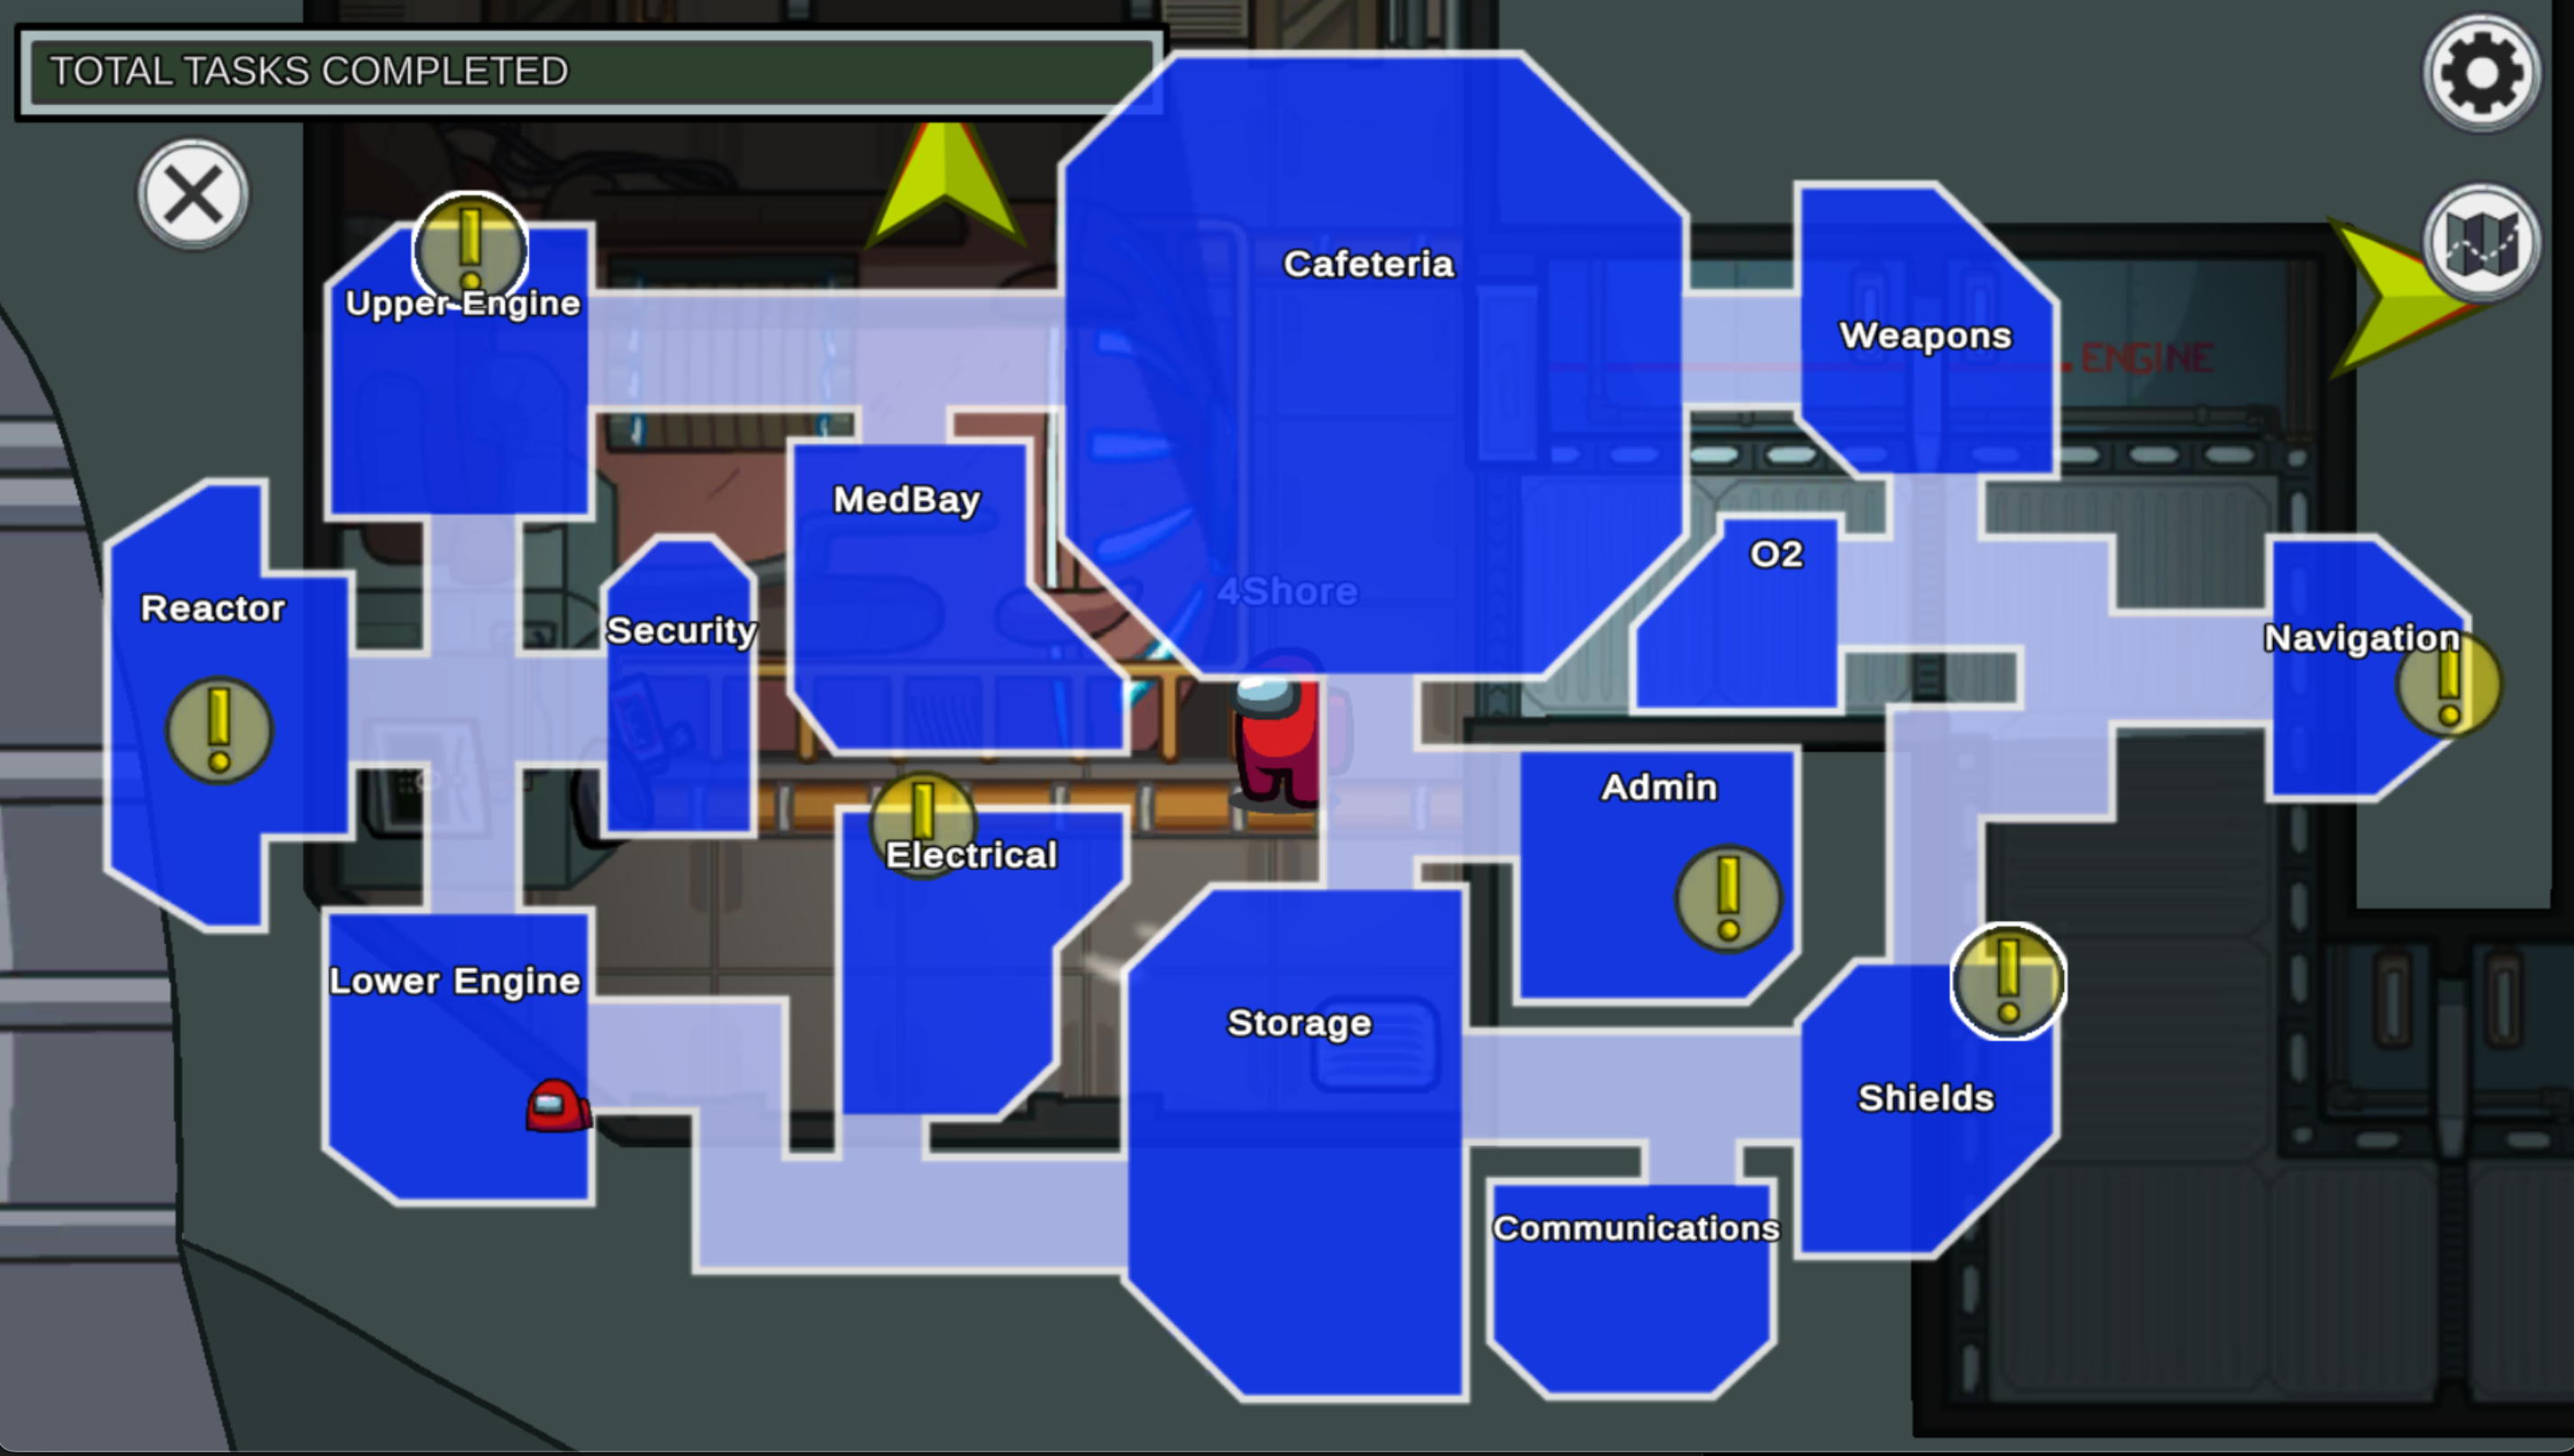 TOTAL TASKS COMPLETED
Cafeteria
Upper Engine
Weapons
ENGINE
MedBay
O2
4Shore
Reactor
Security
Navigation
Admin
Electrical
Lower Engine
Storage
Shields
Communications